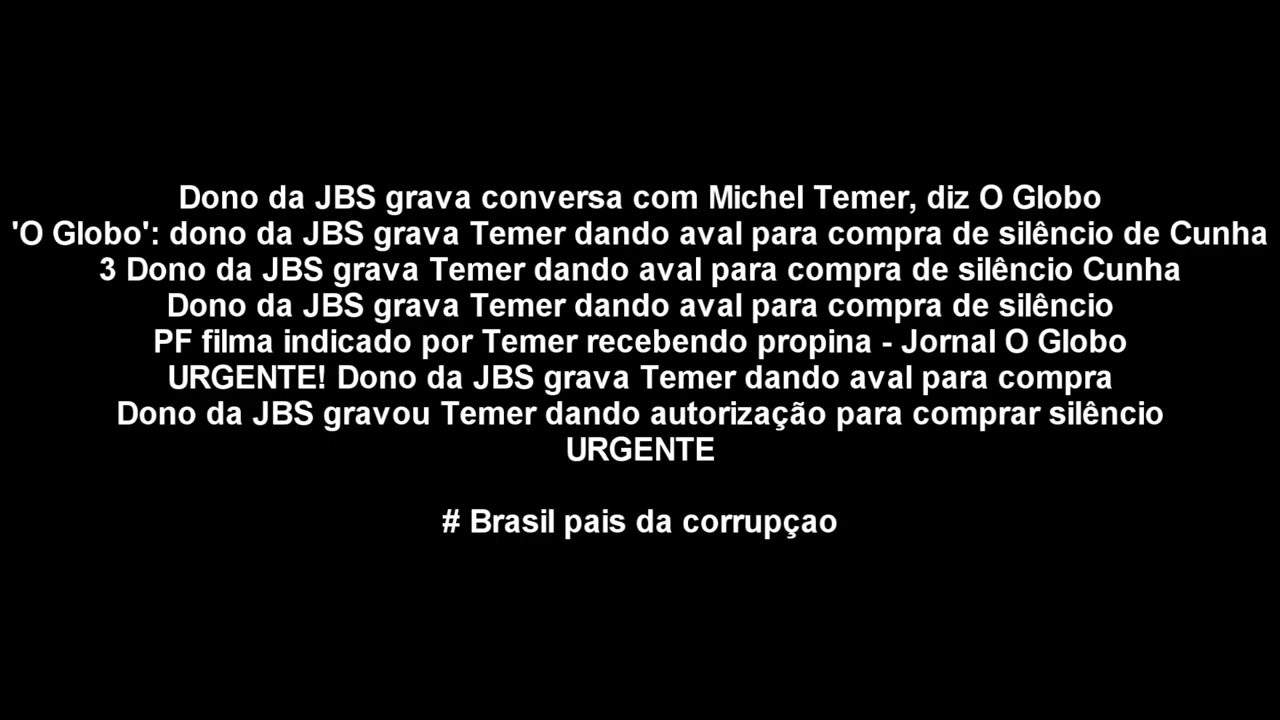 Dono da JBS grava conversa com Michel Temer, diz O Globo
'O Globo': dono da JBS grava Temer dando aval para compra de silêncio de Cunha
3 Dono da JBS grava Temer dando aval para compra de silêncio Cunha
Dono da JBS grava Temer dando aval para compra de silêncio
PF filma indicado por Temer recebendo propina - Jornal O Globo
URGENTE! Dono da JBS grava Temer dando aval para compra
Dono da JBS gravou Temer dando autorização para comprar silêncio
URGENTE
# Brasil pais da corrupçao